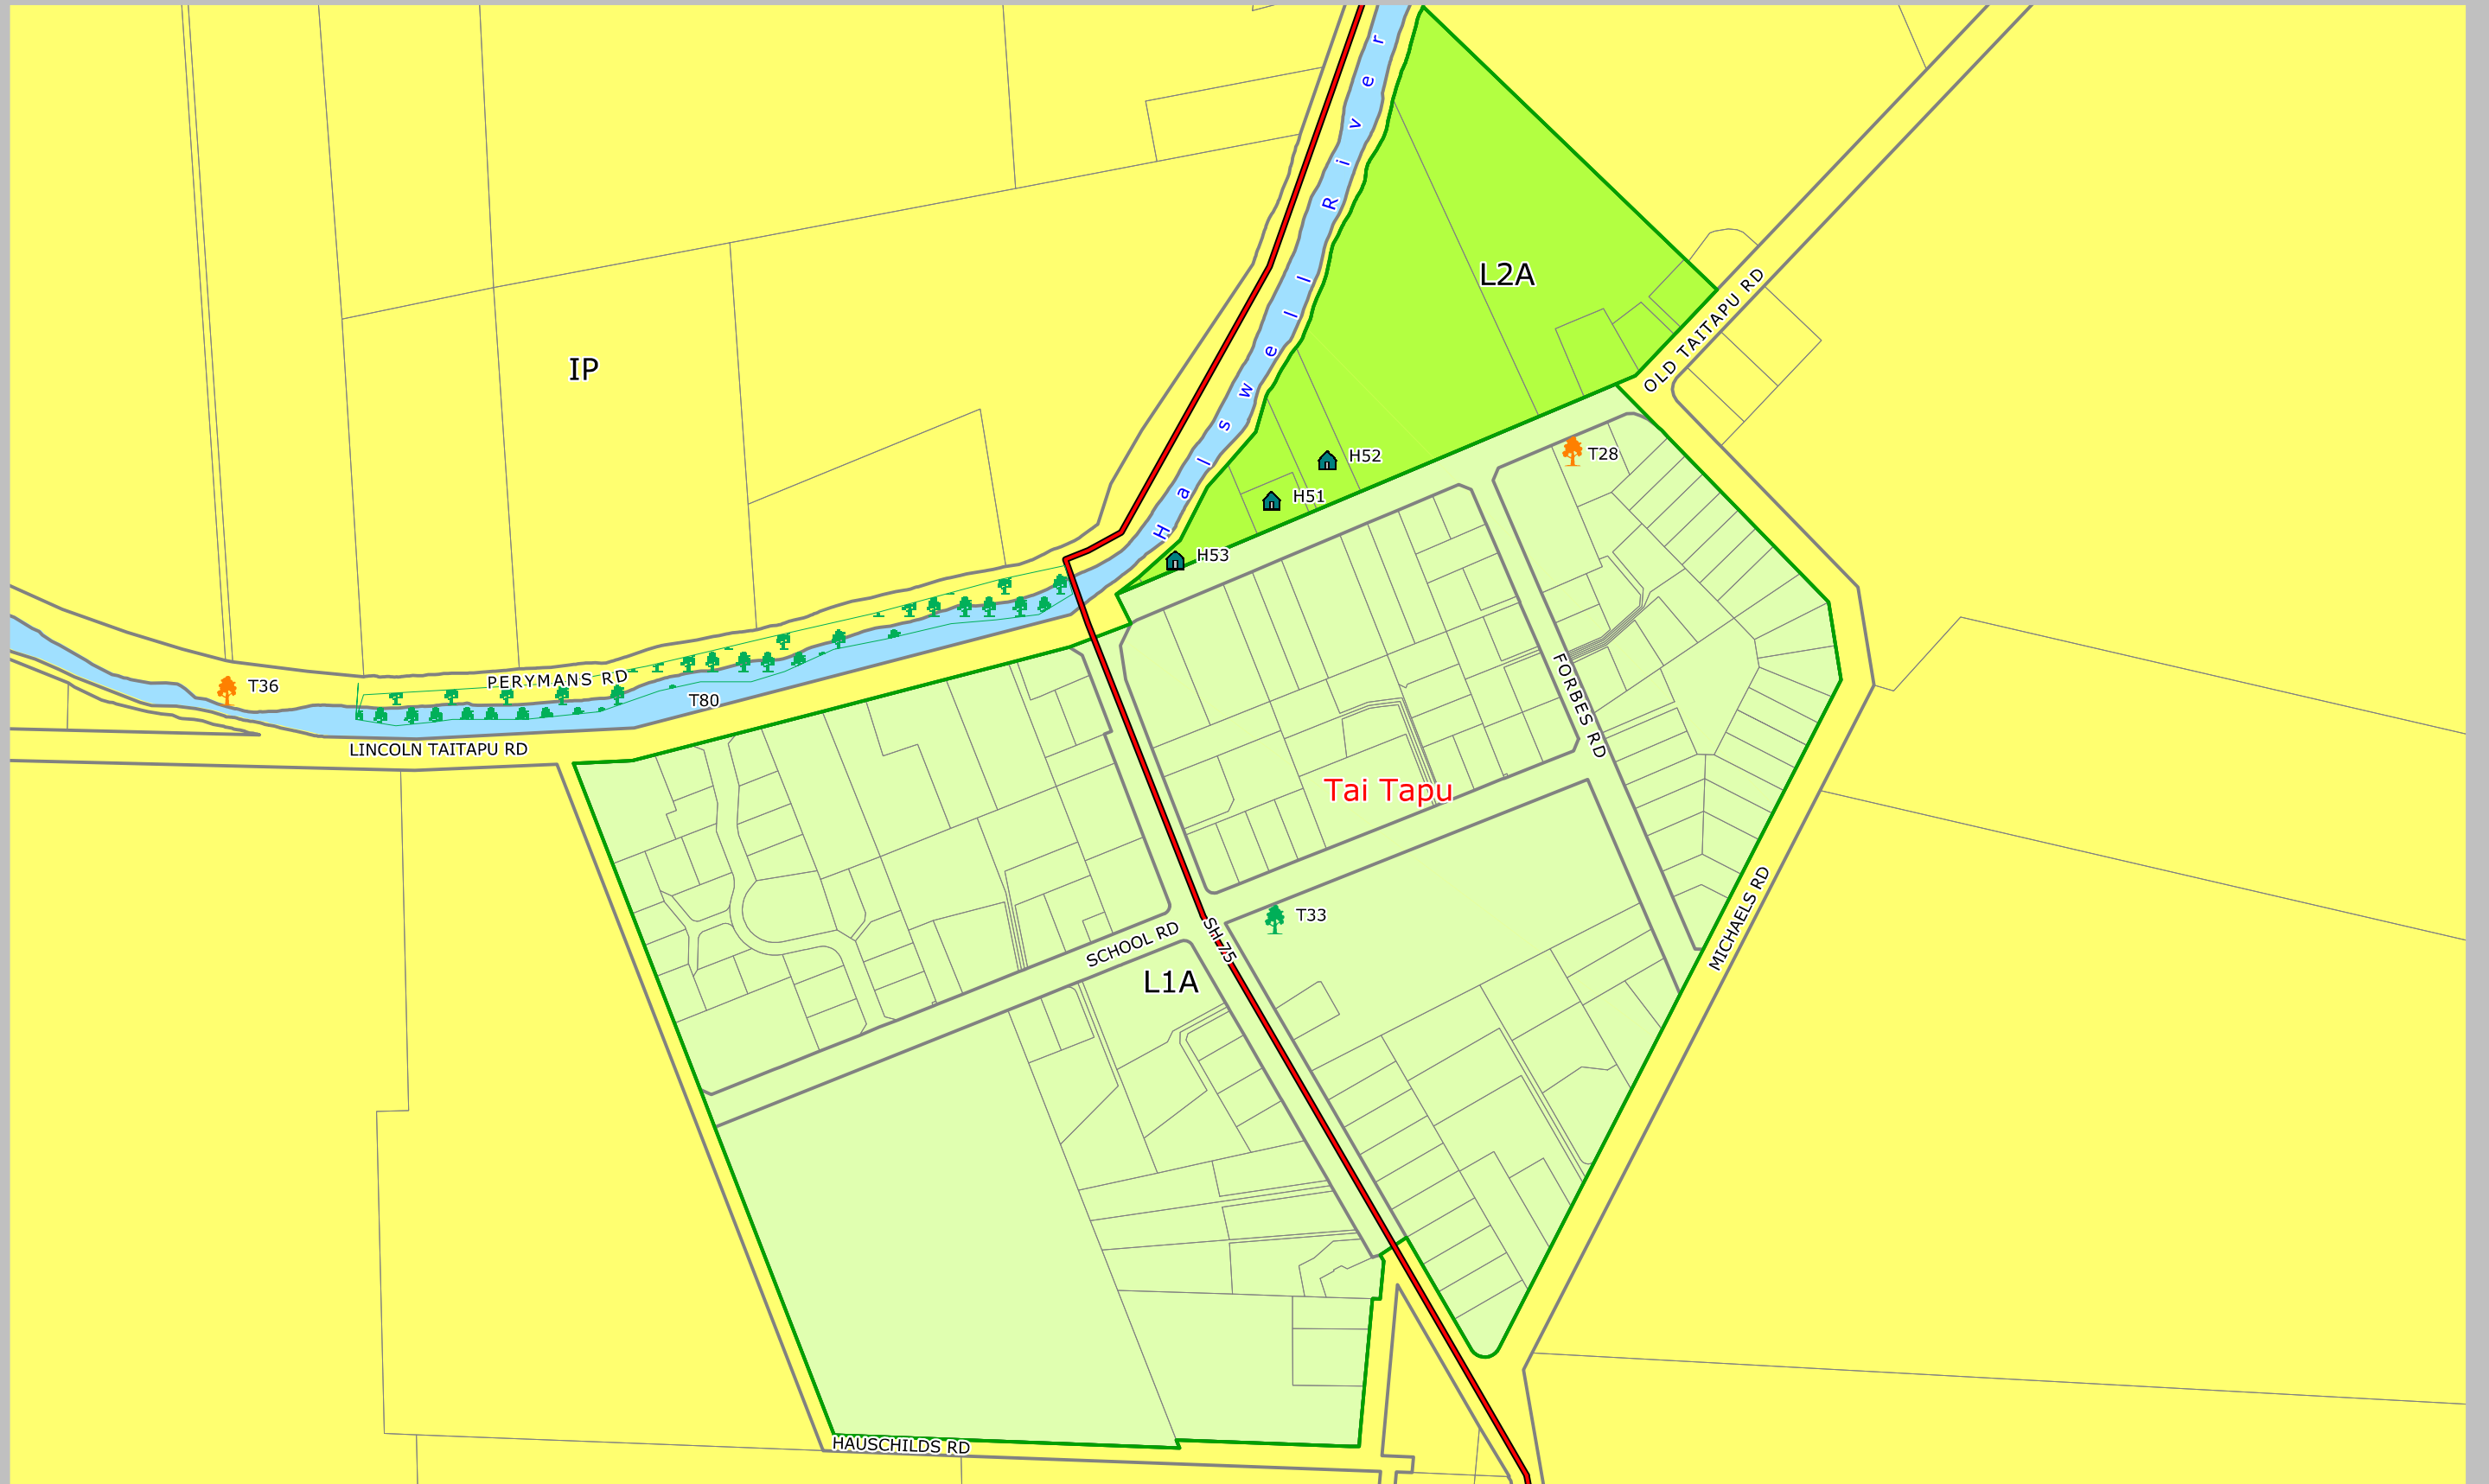 Halswell River
L2A
OLD TAITAPU RD
IP
H52
T28
H51
H53
FORBES RD
T36
PERYMANS RD
T80
LINCOLN TAITAPU RD
Tai Tapu
MICHAELS RD
T33
SH 75
SCHOOL RD
L1A
HAUSCHILDS RD